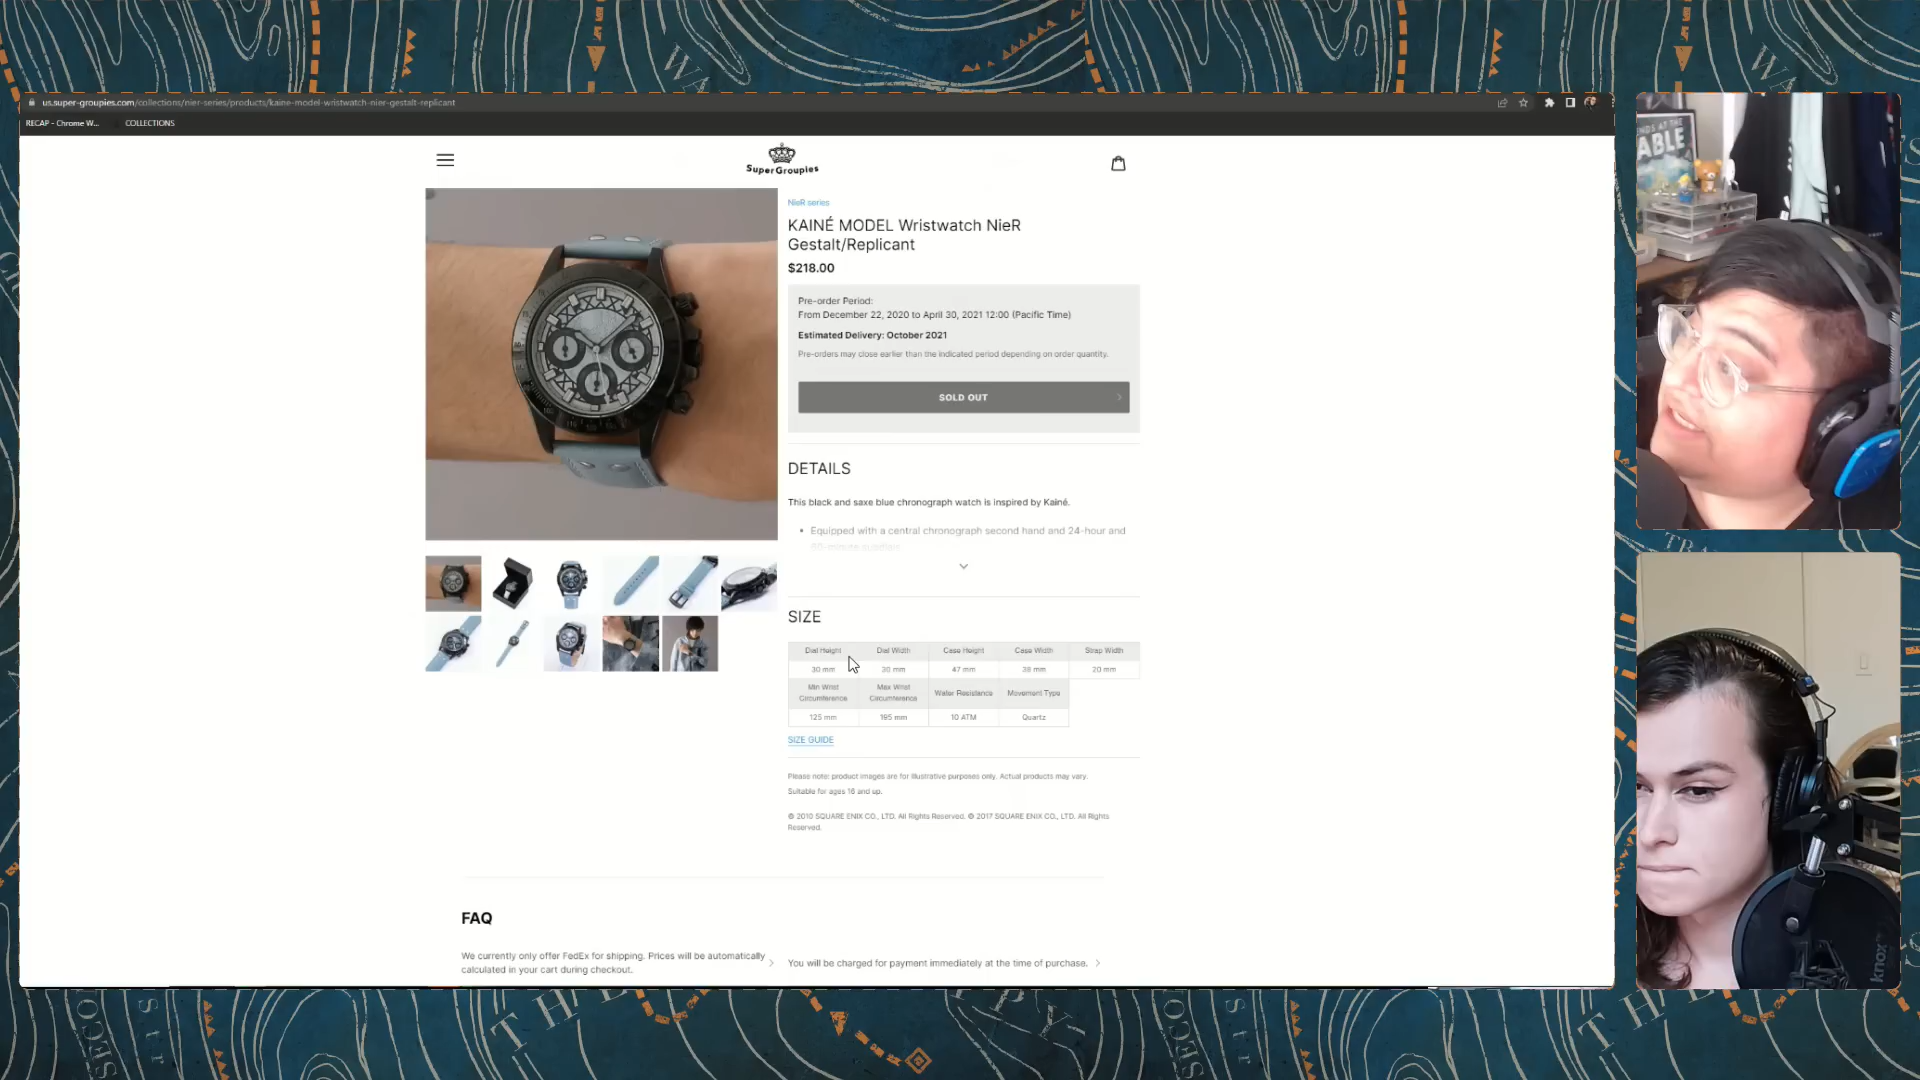 us.super-groupies.com/collections/nier-series/products/kaine-model-wristwatch-nier-gestalt-replicant
RECAP - Chrome W...
COLLECTIONS
SuperGroupies
NieR series
KAINÉ MODEL Wristwatch NieR
Gestalt/Replicant
$218.00
Pre-order Period:
From December 22, 2020 to April 30, 2021 12:00 (Pacific Time)
Estimated Delivery: October 2021
Pre-orders may close earlier than the indicated period depending on order quantity.
SOLD OUT
DETAILS
This black and saxe blue chronograph watch is inspired by Kainé.
• Equipped with a central chronograph second hand and 24-hour and
SIZE
Dial Height Dial Width Case Height Case Width Strap Width
30 mm 30 mm 47 mm 38 mm 20 mm
Min Wrist Circumference Max Wrist Circumference Water Resistance Movement Type
125 mm 195 mm 10 ATM Quartz
SIZE GUIDE
Please note: product images are for illustrative purposes only. Actual products may vary.
Suitable for ages 16 and up.
© 2010 SQUARE ENIX CO., LTD. All Rights Reserved. © 2017 SQUARE ENIX CO., LTD. All Rights
Reserved.
FAQ
We currently only offer FedEx for shipping. Prices will be automatically
calculated in your cart during checkout.
You will be charged for payment immediately at the time of purchase.
knox